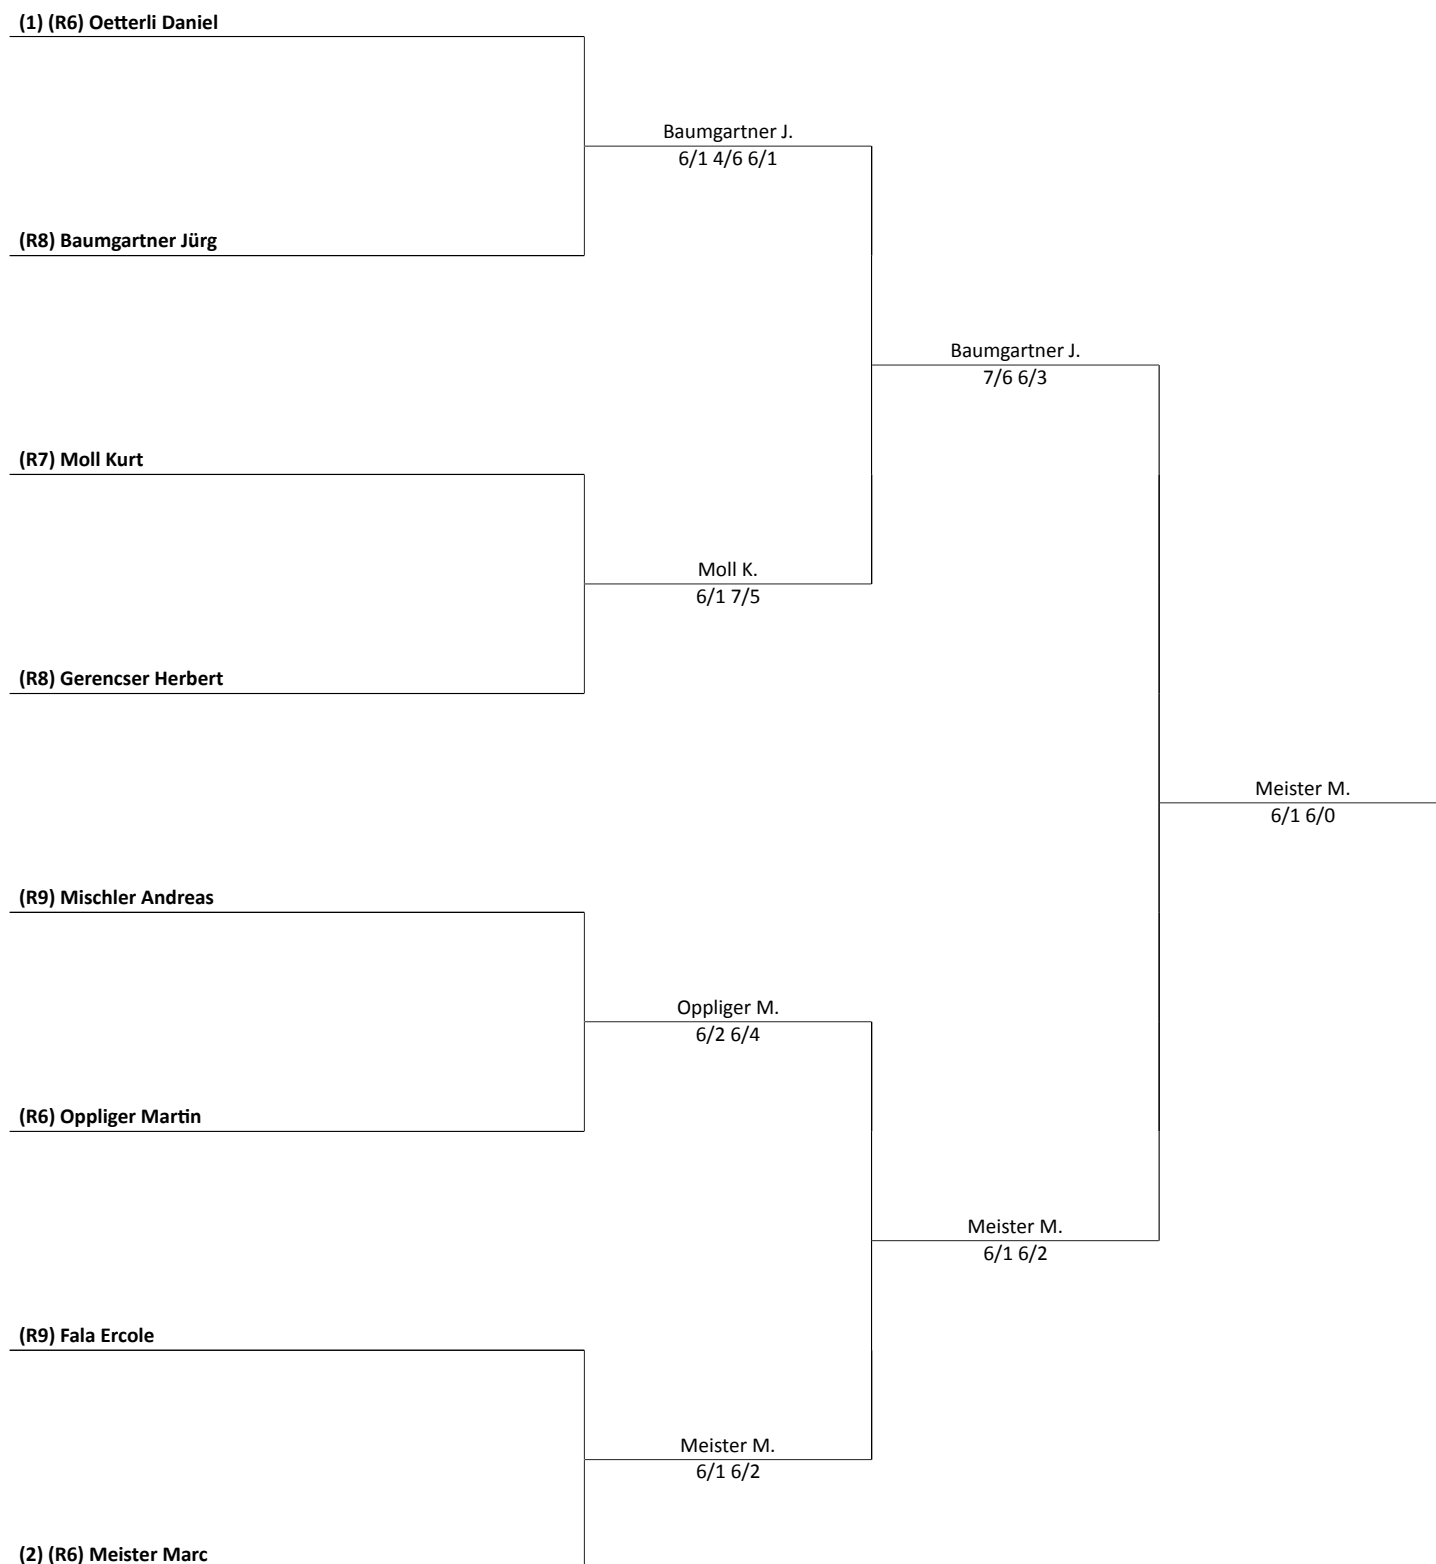 (1) (R6) Oetterli Daniel
Baumgartner J.
6/1 4/6 6/1
(R8) Baumgartner Jürg
Baumgartner J.
7/6 6/3
(R7) Moll Kurt
Moll K.
6/1 7/5
(R8) Gerencser Herbert
Meister M.
6/1 6/0
(R9) Mischler Andreas
Oppliger M.
6/2 6/4
(R6) Oppliger Martin
Meister M.
6/1 6/2
(R9) Fala Ercole
Meister M.
6/1 6/2
(2) (R6) Meister Marc